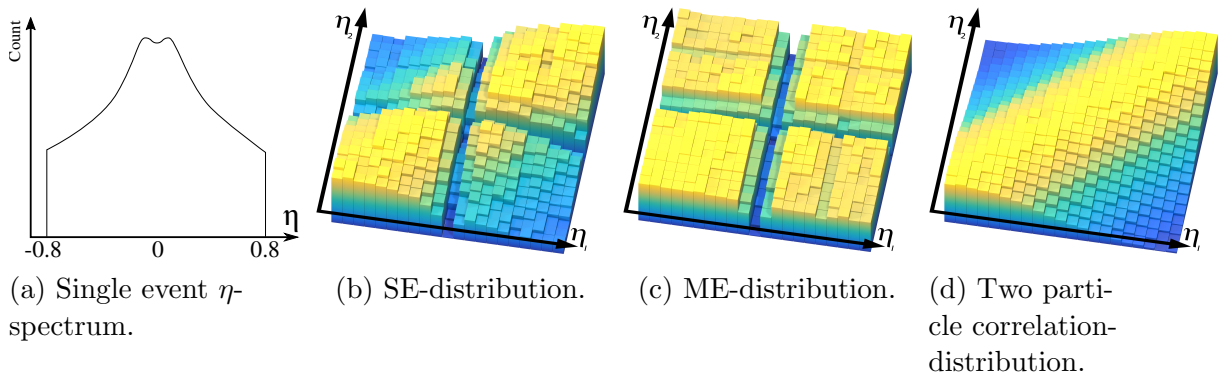 Count
η
-0.8 0 0.8
η₂
η₁
η₂
η₁
η₂
η₁
(a) Single event η-
spectrum.
(b) SE-distribution.
(c) ME-distribution.
(d) Two parti-
cle correlation-
distribution.